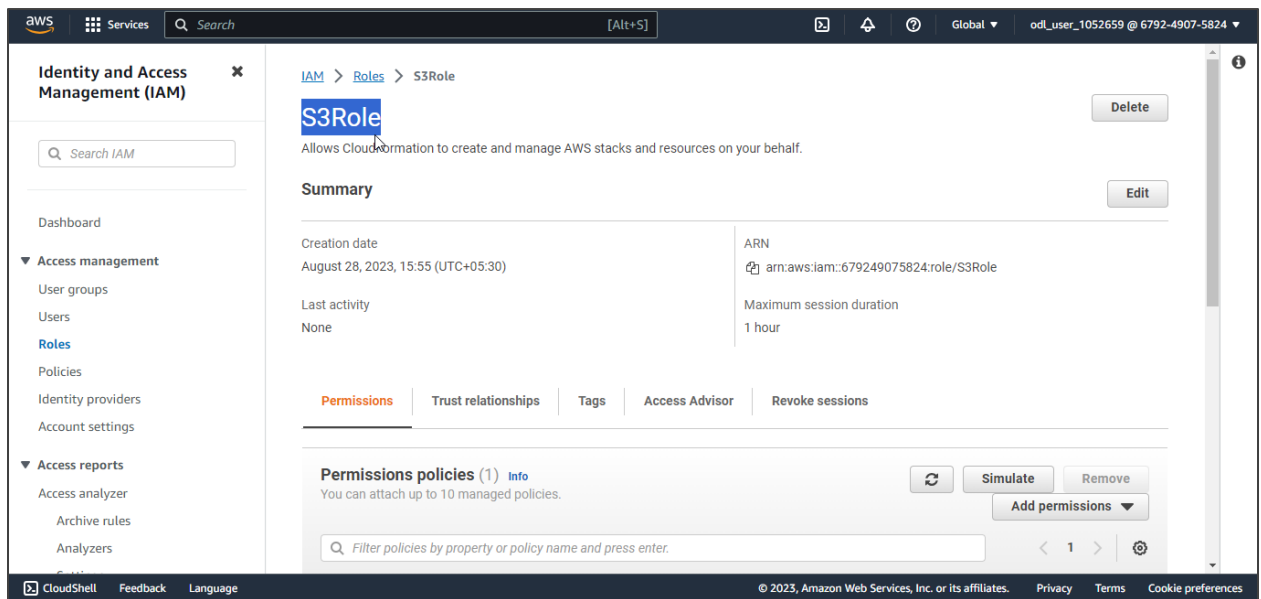 aws Services Search [Alt+S] Global ▼ odl_user_1052659 @ 6792-4907-5824 ▼
Identity and Access
Management (IAM)
Search IAM
Dashboard
Access management
User groups
Users
Roles
Policies
Identity providers
Account settings
Access reports
Access analyzer
Archive rules
Analyzers
IAM > Roles > S3Role
S3Role
Delete
Allows CloudFormation to create and manage AWS stacks and resources on your behalf.
Summary
Edit
Creation date
August 28, 2023, 15:55 (UTC+05:30)
ARN
arn:aws:iam::679249075824:role/S3Role
Last activity
None
Maximum session duration
1 hour
Permissions Trust relationships Tags Access Advisor Revoke sessions
Permissions policies (1) Info
You can attach up to 10 managed policies.
Simulate Remove
Add permissions ▼
Filter policies by property or policy name and press enter.
< 1 >
CloudShell Feedback Language © 2023, Amazon Web Services, Inc. or its affiliates. Privacy Terms Cookie preferences